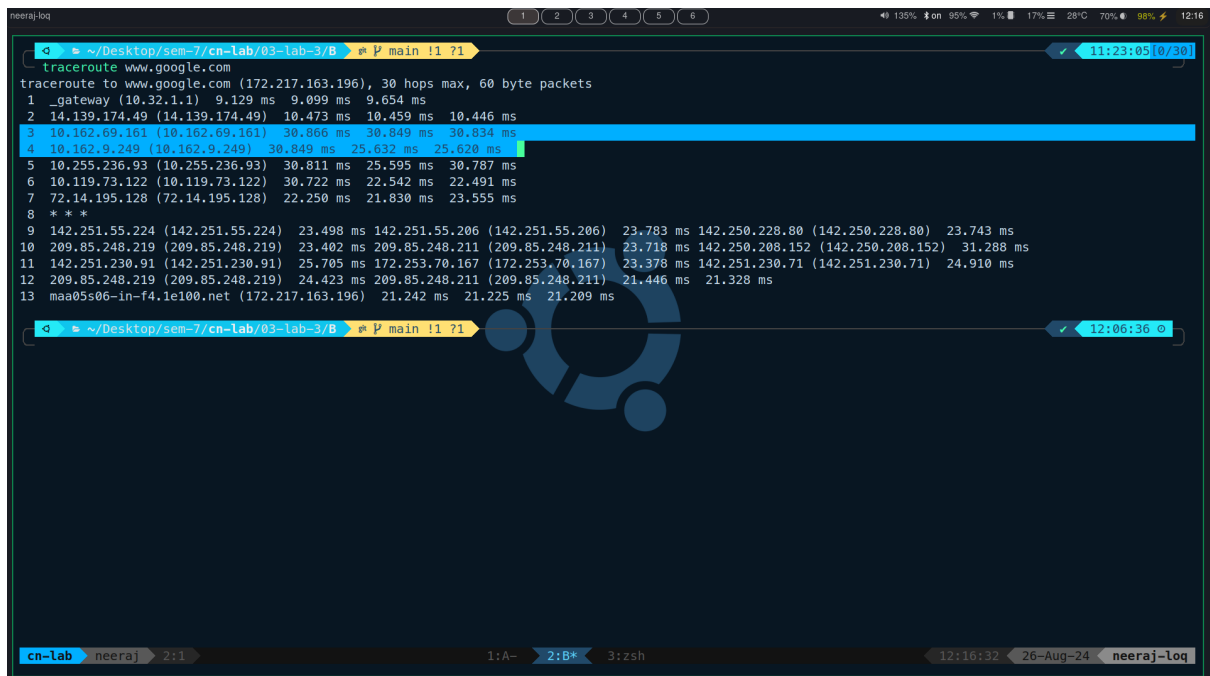 neeraj-loq 1 2 3 4 5 6 135% on 95% 1% 17% 28°C 70% 98% 12:16
~/Desktop/sem-7/cn-lab/03-lab-3/B main !1 ?1 11:23:05[0/30]
traceroute www.google.com
traceroute to www.google.com (172.217.163.196), 30 hops max, 60 byte packets
1 _gateway (10.32.1.1) 9.129 ms 9.099 ms 9.654 ms
2 14.139.174.49 (14.139.174.49) 10.473 ms 10.459 ms 10.446 ms
3 10.162.69.161 (10.162.69.161) 30.866 ms 30.849 ms 30.834 ms
4 10.162.9.249 (10.162.9.249) 30.849 ms 25.632 ms 25.620 ms
5 10.255.236.93 (10.255.236.93) 30.811 ms 25.595 ms 30.787 ms
6 10.119.73.122 (10.119.73.122) 30.722 ms 22.542 ms 22.491 ms
7 72.14.195.128 (72.14.195.128) 22.250 ms 21.830 ms 23.555 ms
8 * * *
9 142.251.55.224 (142.251.55.224) 23.498 ms 142.251.55.206 (142.251.55.206) 23.783 ms 142.250.228.80 (142.250.228.80) 23.743 ms
10 209.85.248.219 (209.85.248.219) 23.402 ms 209.85.248.211 (209.85.248.211) 23.718 ms 142.250.208.152 (142.250.208.152) 31.288 ms
11 142.251.230.91 (142.251.230.91) 25.705 ms 172.253.70.167 (172.253.70.167) 23.378 ms 142.251.230.71 (142.251.230.71) 24.910 ms
12 209.85.248.219 (209.85.248.219) 24.423 ms 209.85.248.211 (209.85.248.211) 21.446 ms 21.328 ms
13 maa05s06-in-f4.1e100.net (172.217.163.196) 21.242 ms 21.225 ms 21.209 ms
~/Desktop/sem-7/cn-lab/03-lab-3/B main !1 ?1 12:06:36
cn-lab neeraj 2:1 1:A- 2:B* 3:zsh 12:16:32 26-Aug-24 neeraj-loq